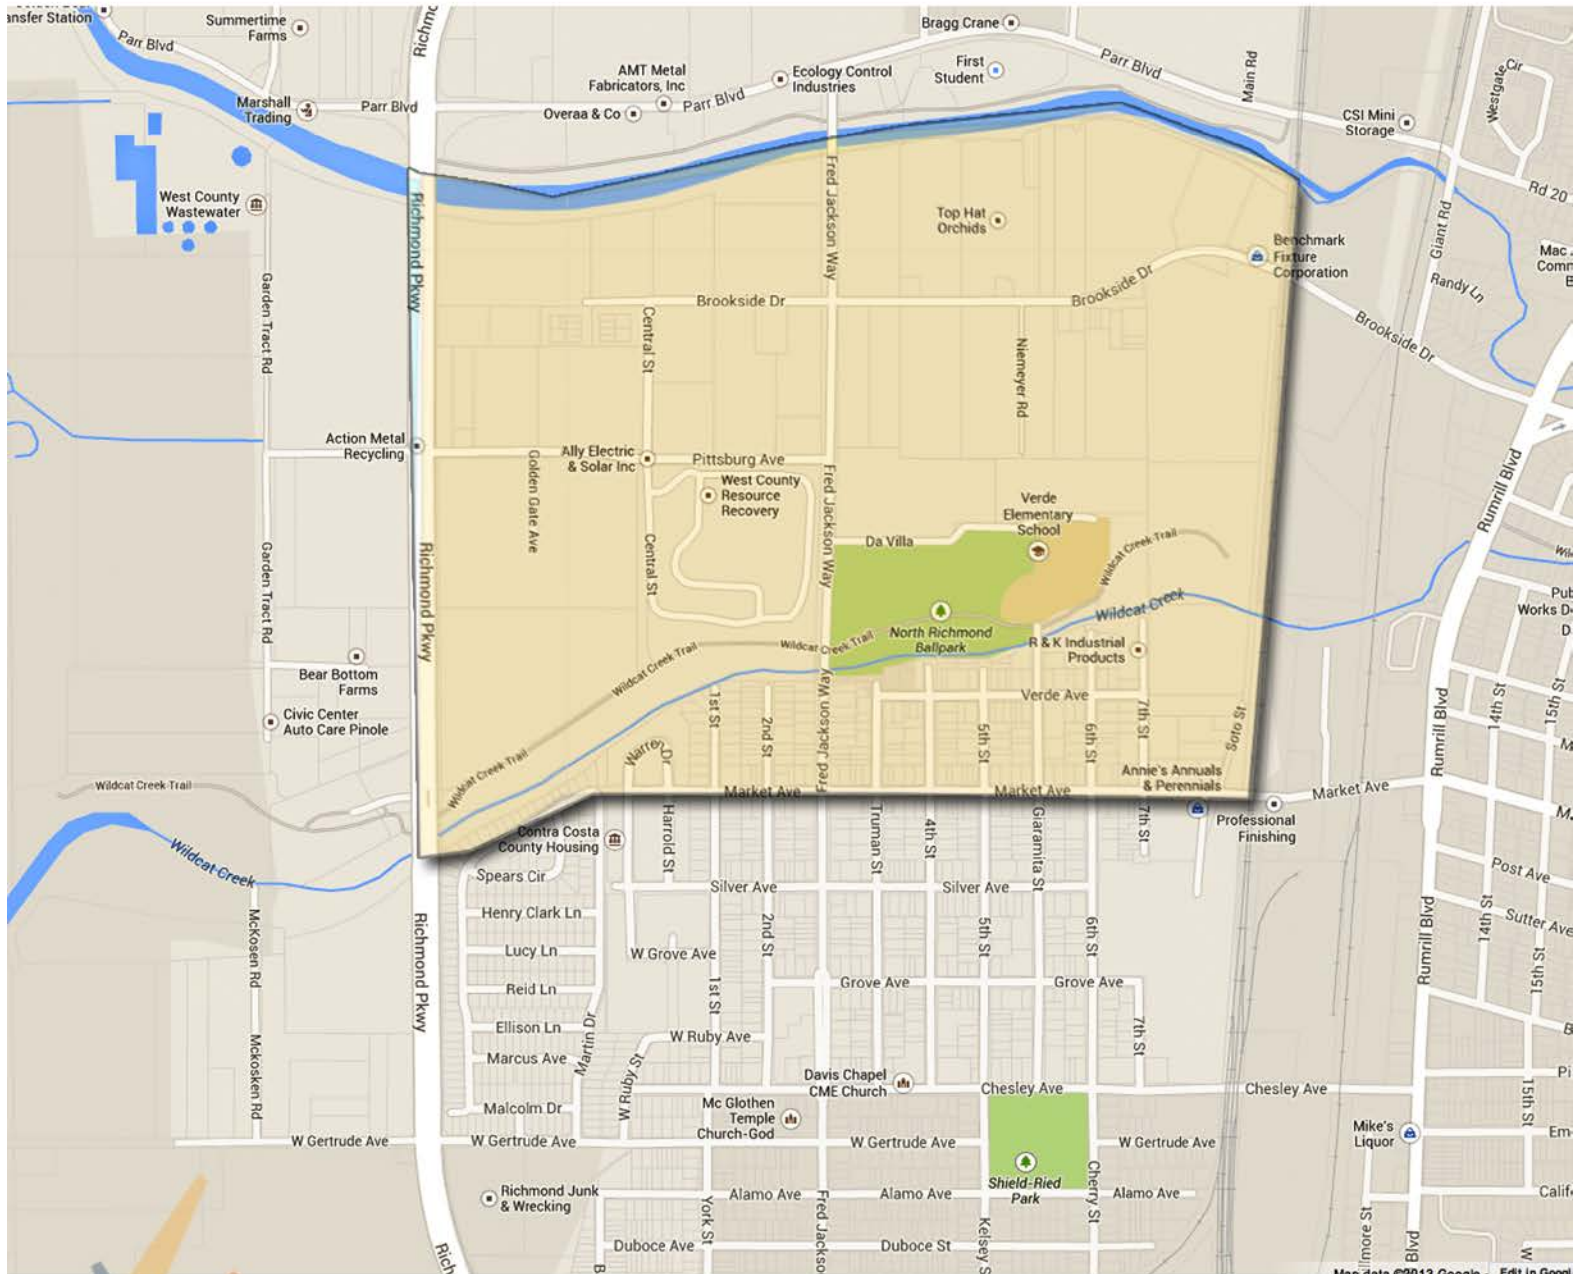 ansfer Station
Parr Blvd
Summertime
Farms
Bragg Crane
First
Student
Parr Blvd
Main Rd
Westgate Cir
AMT Metal
Fabricators, Inc
Ecology Control
Industries
Marshall
Trading
Parr Blvd
Overaa & Co
Parr Blvd
CSI Mini
Storage
West County
Wastewater
Richmond Pkwy
Fred Jackson Way
Top Hat
Orchids
Rd 20
Giant Rd
Benchmark
Fixture
Corporation
Mac
Randy Ln
Garden Tract Rd
Brookside Dr
Brookside Dr
Brookside Dr
Central St
Niemeyer Rd
Action Metal
Recycling
Golden Gate Ave
Ally Electric
& Solar Inc
Pittsburg Ave
West County
Resource
Recovery
Fred Jackson Way
Verde
Elementary
School
Rumrill Blvd
Da Villa
Garden Tract Rd
Richmond Pkwy
Central St
Wildcat Creek Trail
Wildcat Creek
Works D
North Richmond
Ballpark
Wildcat Creek Trail
Wildcat Creek Trail
R & K Industrial
Products
Bear Bottom
Farms
Civic Center
Auto Care Pinole
1st St
2nd St
Fred Jackson Way
Verde Ave
5th St
6th St
7th St
Soto St
Rumrill Blvd
14th St
15th St
Warren Dr
Wildcat Creek Trail
Wildcat Creek Trail
Annie's Annuals
& Perennials
Market Ave
Market Ave
Market Ave
Contra Costa
County Housing
Harrold St
Truman St
4th St
Giaramita St
7th St
Professional
Finishing
Wildcat Creek
Spears Cir
Silver Ave
Silver Ave
Post Ave
Henry Clark Ln
McKosen Rd
Richmond Pkwy
2nd St
5th St
6th St
Rumrill Blvd
14th St
Sutter Ave
Lucy Ln
W Grove Ave
Reid Ln
1st St
Grove Ave
Grove Ave
15th St
Ellison Ln
Martin Dr
W Ruby Ave
7th St
Marcus Ave
Mckosken Rd
W Ruby St
Davis Chapel
CME Church
Chesley Ave
Chesley Ave
Malcolm Dr
Mc Glothen
Temple
Church-God
15th St
Mike's
Liquor
W Gertrude Ave
W Gertrude Ave
W Gertrude Ave
W Gertrude Ave
Shield-Ried
Park
Cherry St
Richmond Junk
& Wrecking
York St
Alamo Ave
Fred Jackso
Alamo Ave
Kelsey S
Alamo Ave
Duboce Ave
Duboce St
Blvd